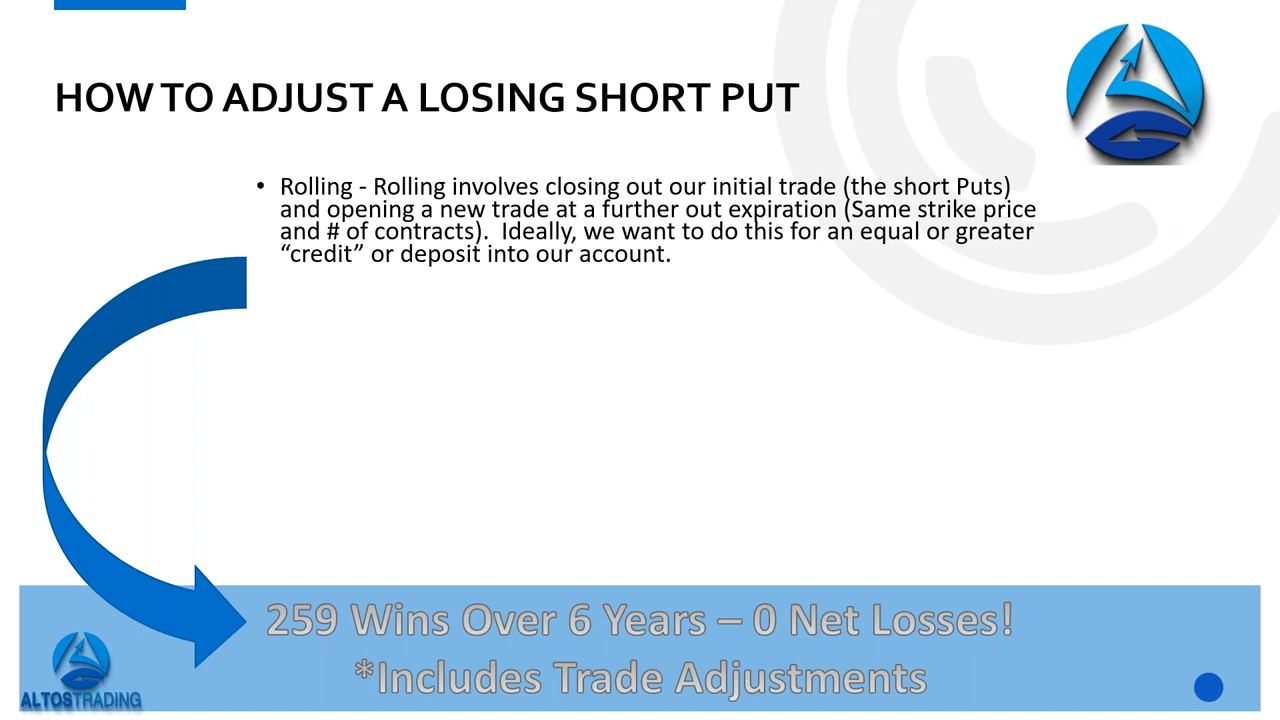 HOW TO ADJUST A LOSING SHORT PUT
• Rolling - Rolling involves closing out our initial trade (the short Puts)
and opening a new trade at a further out expiration (Same strike price
and # of contracts).  Ideally, we want to do this for an equal or greater
“credit” or deposit into our account.
259 Wins Over 6 Years – 0 Net Losses!
*Includes Trade Adjustments
ALTOSTRADING